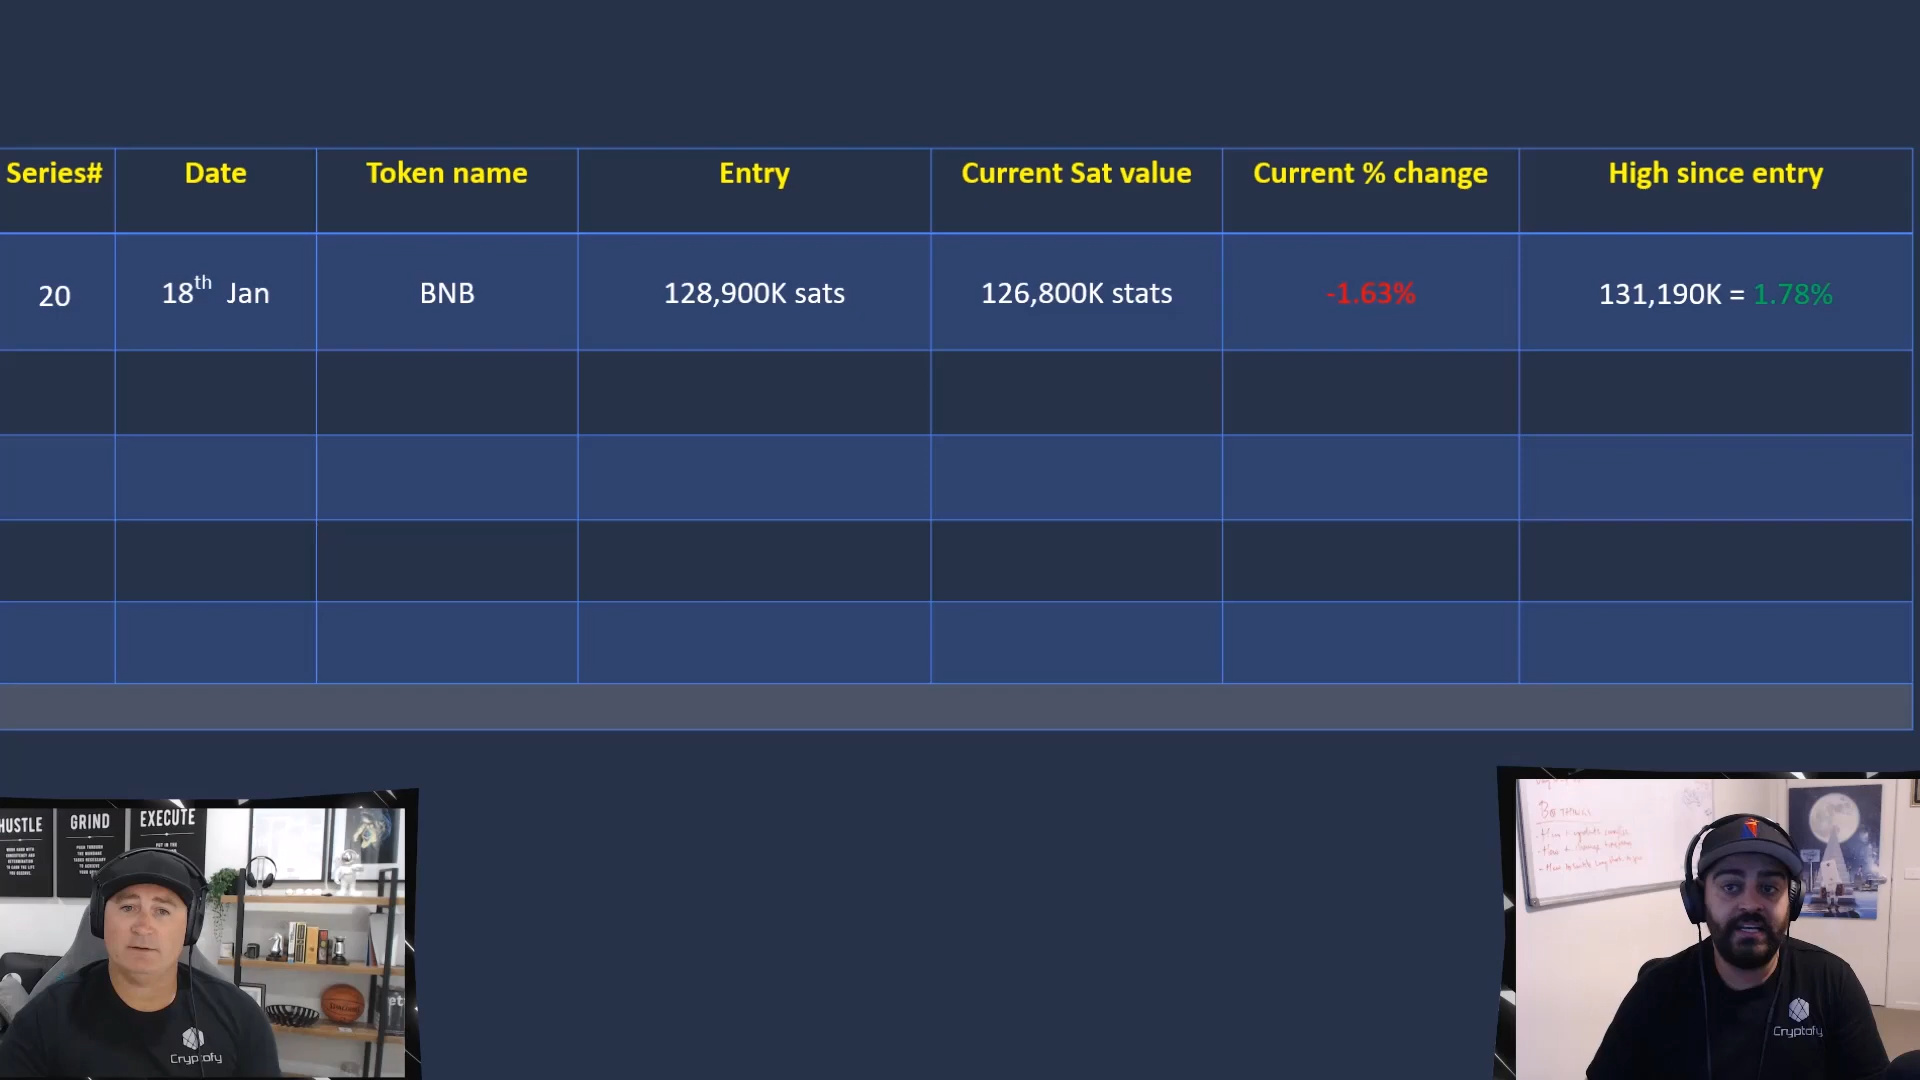 Series# Date Token name Entry Current Sat value Current % change High since entry
20 18th Jan BNB 128,900K sats 126,800K stats -1.63% 131,190K = 1.78%
HUSTLE GRIND EXECUTE
Cryptofy
Cryptofy